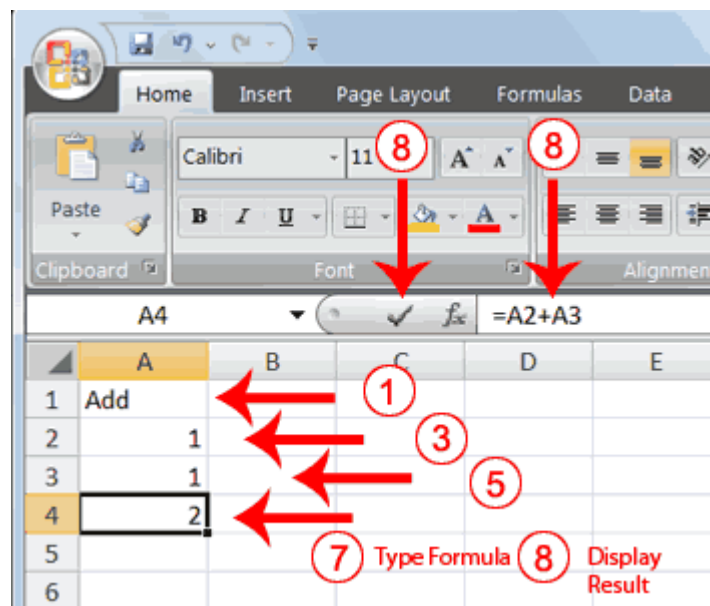 Home Insert Page Layout Formulas Data
Calibri 11 8 A A 8
Paste B I U A
Clipboard Font Alignmen
A4 fx =A2+A3
A B C D E
1 Add 1
2 1 3
3 1 5
4 2
5 7 Type Formula 8 Display
Result
6